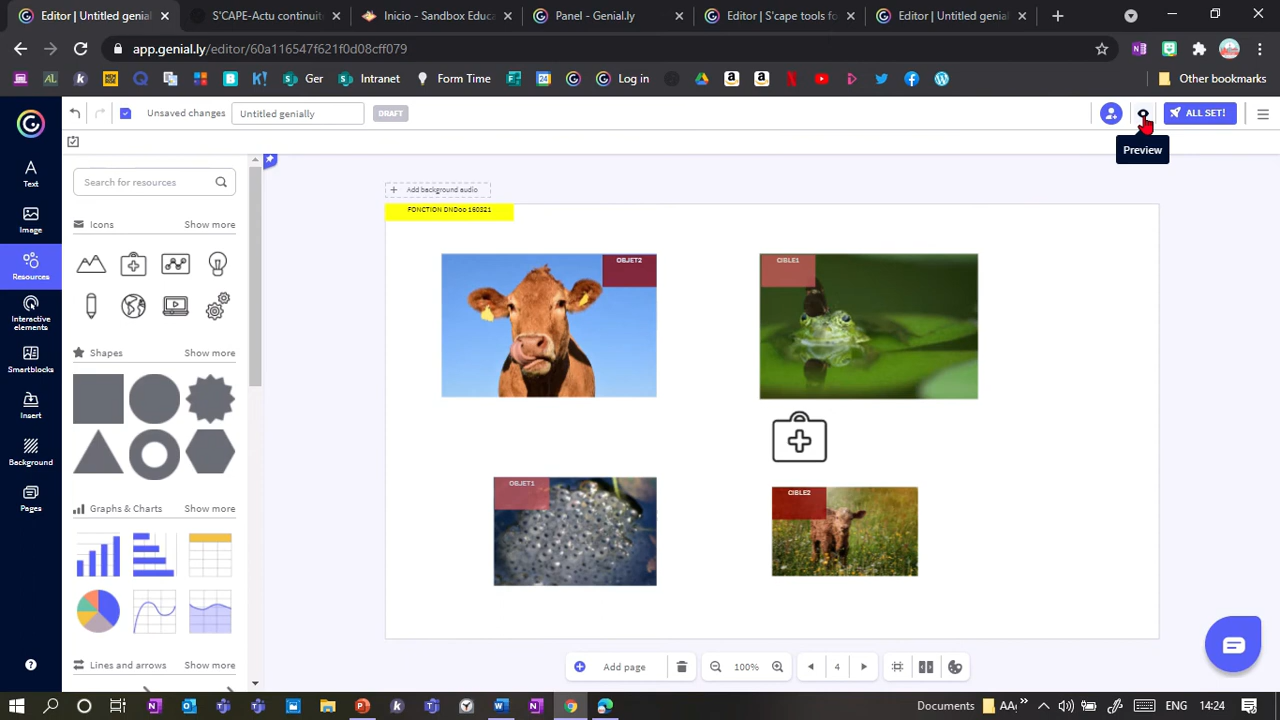 Editor | Untitled genial
S'CAPE-Actu continuit
Inicio - Sandbox Educa
Panel - Genial.ly
Editor | S'cape tools fo
Editor | Untitled genial
app.genial.ly/editor/60a116547f621f0d08cff079
Ger
Intranet
Form Time
Log in
Other bookmarks
Unsaved changes
Untitled genially
DRAFT
ALL SET!
Preview
Text
Image
Resources
Interactive
elements
Smartblocks
Insert
Background
Pages
Search for resources
Icons
Show more
Shapes
Show more
Graphs & Charts
Show more
Lines and arrows
Show more
Add background audio
FONCTION DND00 160321
OBJET2
CIBLE1
OBJET1
CIBLE2
Add page
100%
4
Documents
ENG
14:24